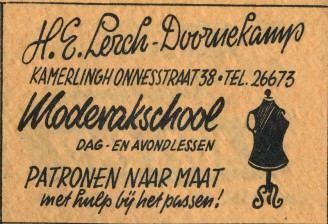 H.E. Lerch-Doornekamp
KAMERLINGH ONNESSTRAAT 38 • TEL. 26673
Modevakschool
DAG - EN AVONDLESSEN
PATRONEN NAAR MAAT
met hulp bij het passen!